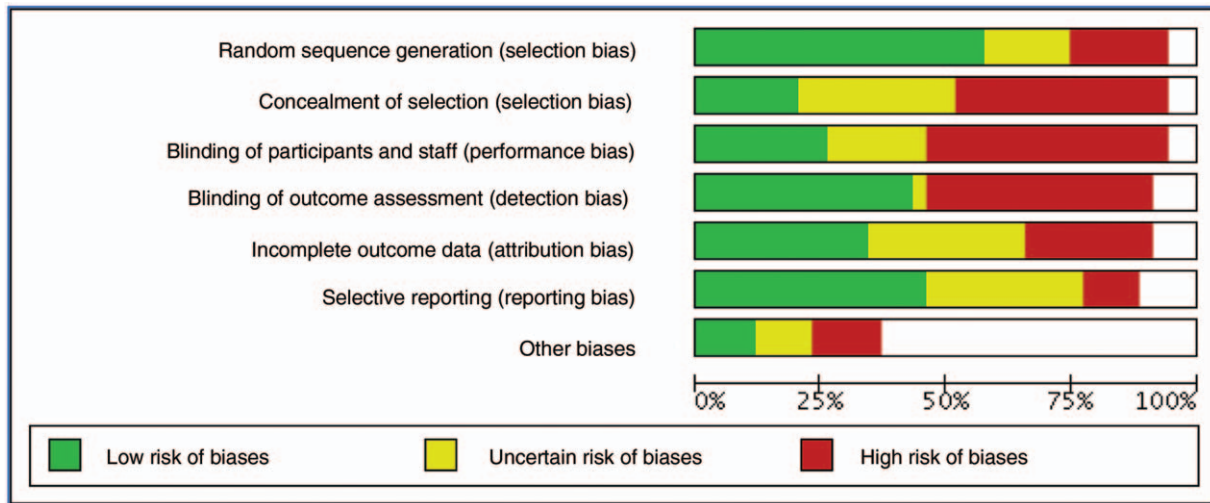 Random sequence generation (selection bias)
Concealment of selection (selection bias)
Blinding of participants and staff (performance bias)
Blinding of outcome assessment (detection bias)
Incomplete outcome data (attribution bias)
Selective reporting (reporting bias)
Other biases
0% 25% 50% 75% 100%
Low risk of biases Uncertain risk of biases High risk of biases